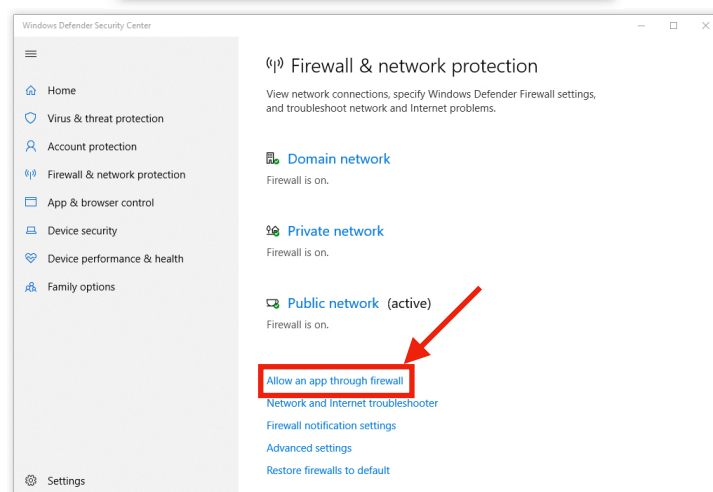 Windows Defender Security Center
Home
Virus & threat protection
Account protection
Firewall & network protection
App & browser control
Device security
Device performance & health
Family options
Settings
Firewall & network protection
View network connections, specify Windows Defender Firewall settings,
and troubleshoot network and Internet problems.
Domain network
Firewall is on.
Private network
Firewall is on.
Public network (active)
Firewall is on.
Allow an app through firewall
Network and Internet troubleshooter
Firewall notification settings
Advanced settings
Restore firewalls to default